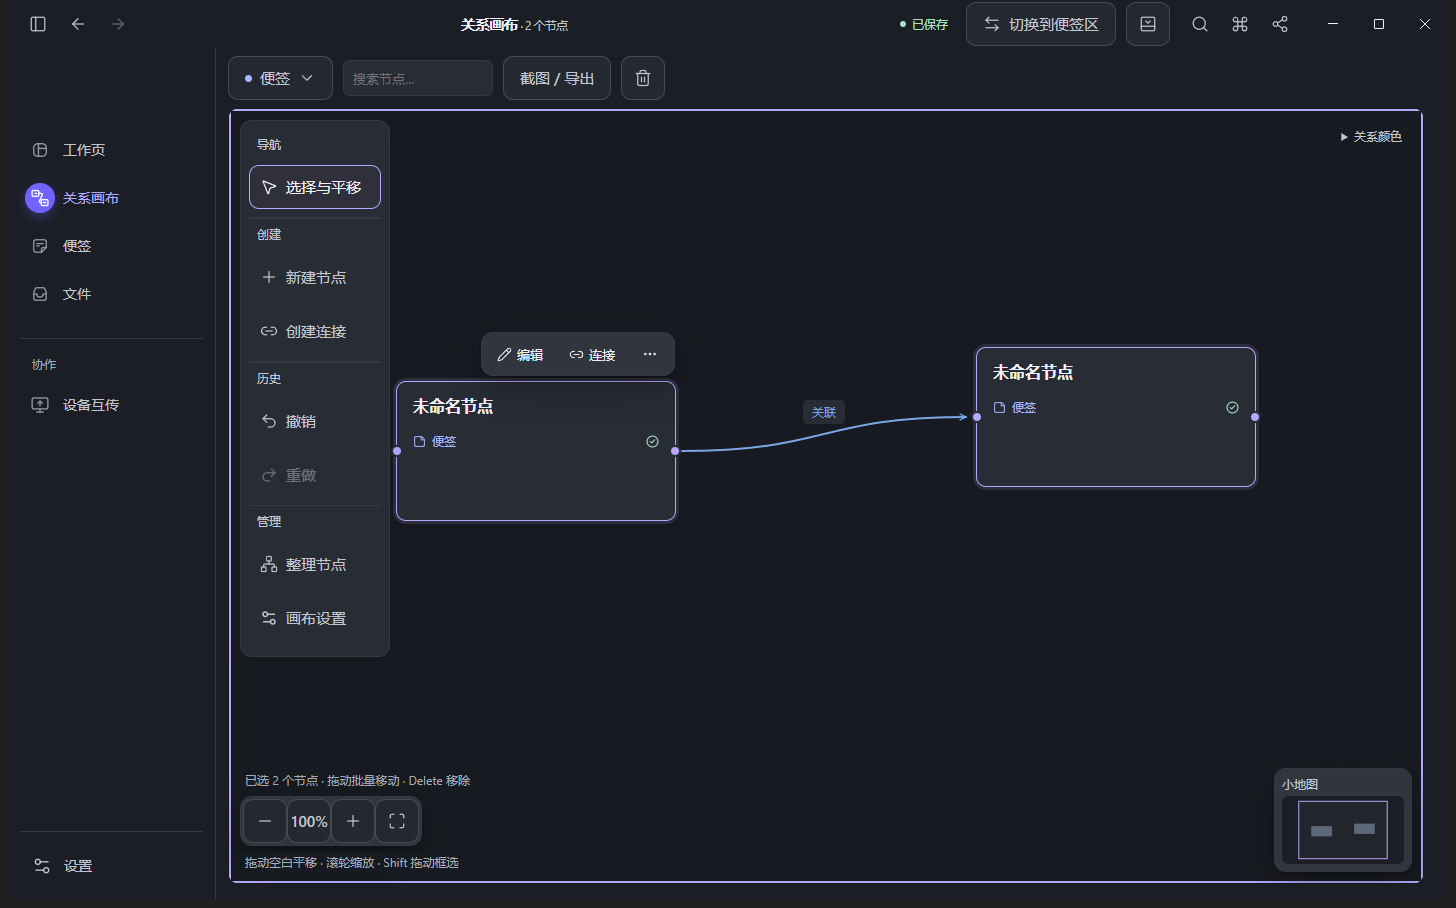 关系画布 · 2 个节点
已保存
切换到便签区
便签
搜索节点...
截图 / 导出
工作页
关系画布
便签
文件
协作
设备互传
设置
导航
选择与平移
创建
新建节点
创建连接
历史
撤销
重做
管理
整理节点
画布设置
关系颜色
编辑
连接
未命名节点
便签
关联
未命名节点
便签
已选 2 个节点 · 拖动批量移动 · Delete 移除
100%
拖动空白平移 · 滚轮缩放 · Shift 拖动框选
小地图